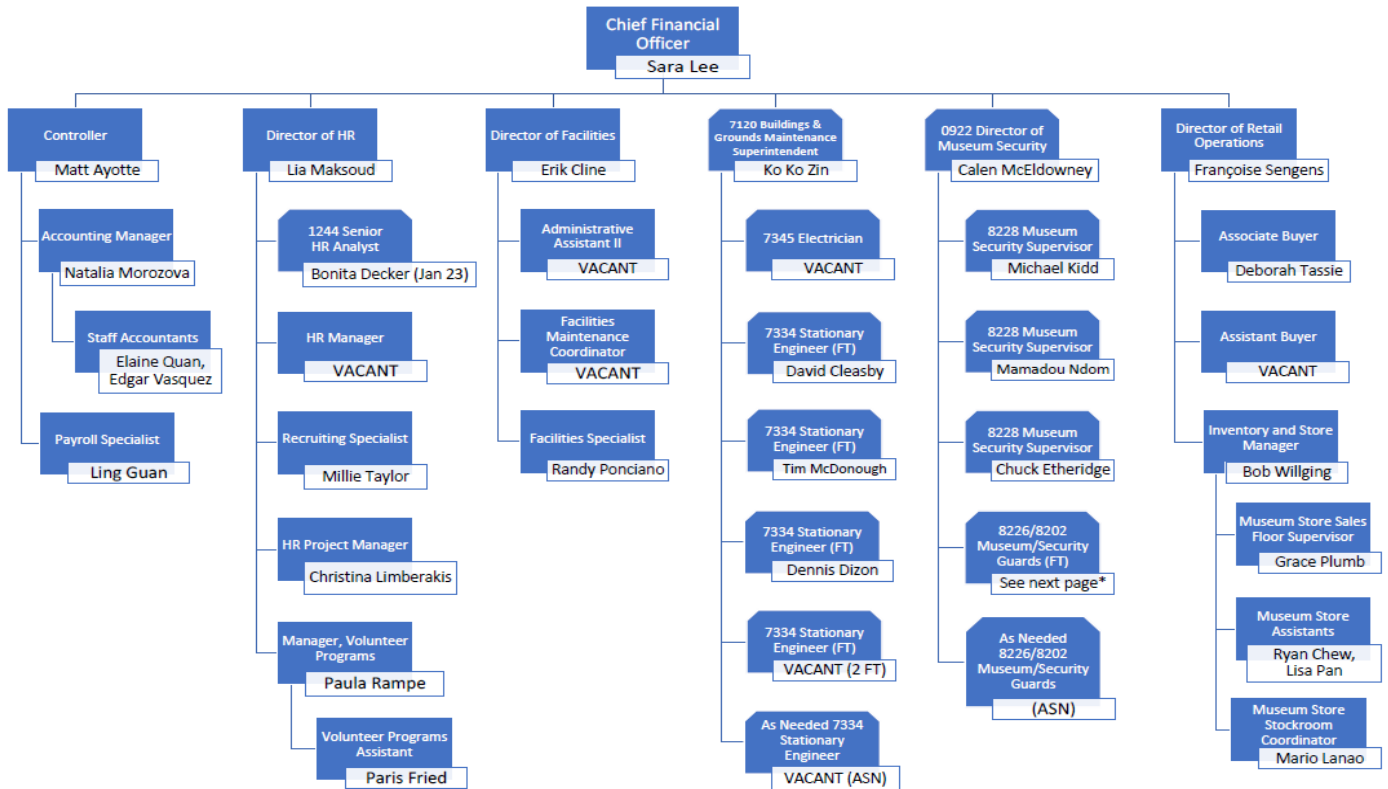 Chief Financial
Officer
Sara Lee
Controller
Matt Ayotte
Accounting Manager
Natalia Morozova
Staff Accountants
Elaine Quan,
Edgar Vasquez
Payroll Specialist
Ling Guan
Director of HR
Lia Maksoud
1244 Senior
HR Analyst
Bonita Decker (Jan 23)
HR Manager
VACANT
Recruiting Specialist
Millie Taylor
HR Project Manager
Christina Limberakis
Manager, Volunteer
Programs
Paula Rampe
Volunteer Programs
Assistant
Paris Fried
Director of Facilities
Erik Cline
Administrative
Assistant II
VACANT
Facilities
Maintenance
Coordinator
VACANT
Facilities Specialist
Randy Ponciano
7120 Buildings &
Grounds Maintenance
Superintendent
Ko Ko Zin
7345 Electrician
VACANT
7334 Stationary
Engineer (FT)
David Cleasby
7334 Stationary
Engineer (FT)
Tim McDonough
7334 Stationary
Engineer (FT)
Dennis Dizon
7334 Stationary
Engineer (FT)
VACANT (2 FT)
As Needed 7334
Stationary
Engineer
VACANT (ASN)
0922 Director of
Museum Security
Calen McEldowney
8228 Museum
Security Supervisor
Michael Kidd
8228 Museum
Security Supervisor
Mamadou Ndom
8228 Museum
Security Supervisor
Chuck Etheridge
8226/8202
Museum/Security
Guards (FT)
See next page*
As Needed
8226/8202
Museum/Security
Guards
(ASN)
Director of Retail
Operations
Françoise Sengens
Associate Buyer
Deborah Tassie
Assistant Buyer
VACANT
Inventory and Store
Manager
Bob Willging
Museum Store Sales
Floor Supervisor
Grace Plumb
Museum Store
Assistants
Ryan Chew,
Lisa Pan
Museum Store
Stockroom
Coordinator
Mario Lanao